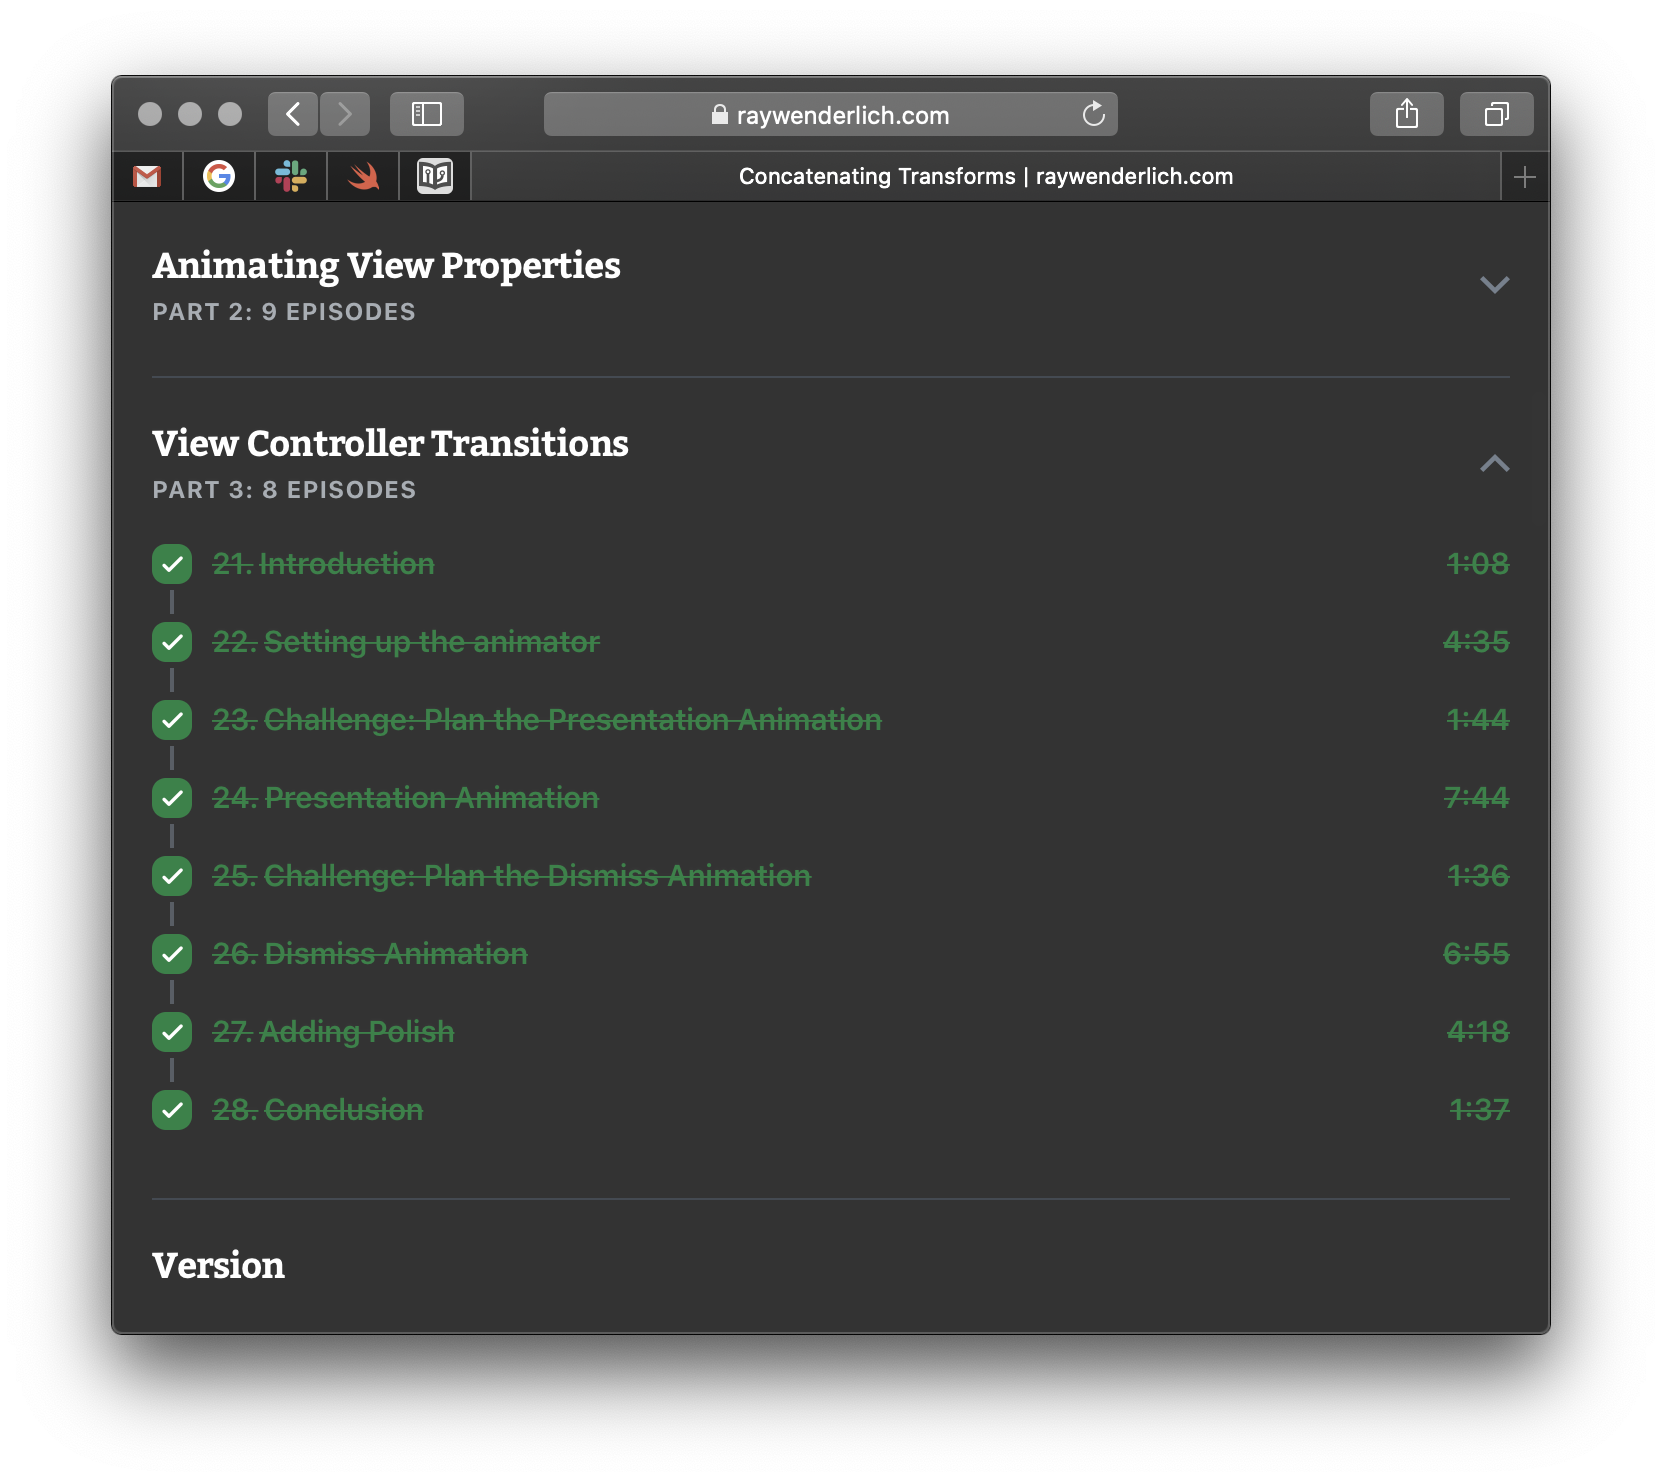 raywenderlich.com
Concatenating Transforms | raywenderlich.com
Animating View Properties
PART 2: 9 EPISODES
View Controller Transitions
PART 3: 8 EPISODES
21. Introduction 1:08
22. Setting up the animator 4:35
23. Challenge: Plan the Presentation Animation 1:44
24. Presentation Animation 7:44
25. Challenge: Plan the Dismiss Animation 1:36
26. Dismiss Animation 6:55
27. Adding Polish 4:18
28. Conclusion 1:37
Version